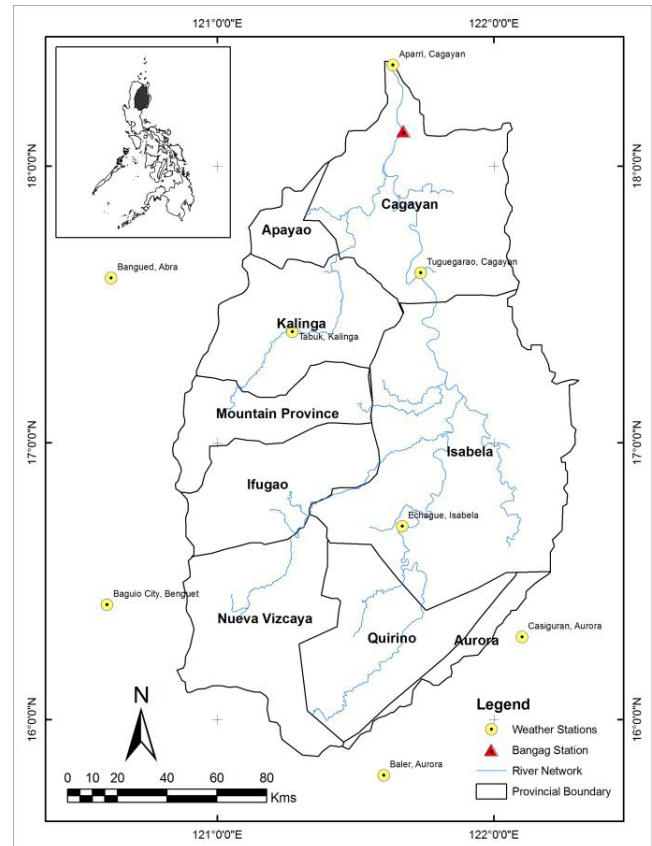 121°0'0"E
122°0'0"E
Aparri, Cagayan
18°0'0"N
18°0'0"N
Cagayan
Apayao
Bangued, Abra
Tuguegarao, Cagayan
Kalinga
Tabuk, Kalinga
Mountain Province
17°0'0"N
17°0'0"N
Isabela
Ifugao
Echague, Isabela
Baguio City, Benguet
Nueva Vizcaya
Quirino
Aurora
Casiguran, Aurora
16°0'0"N
16°0'0"N
N
Legend
Weather Stations
Bangag Station
River Network
Provincial Boundary
Baler, Aurora
0 5 10 20 40 60 80
Kms
121°0'0"E
122°0'0"E